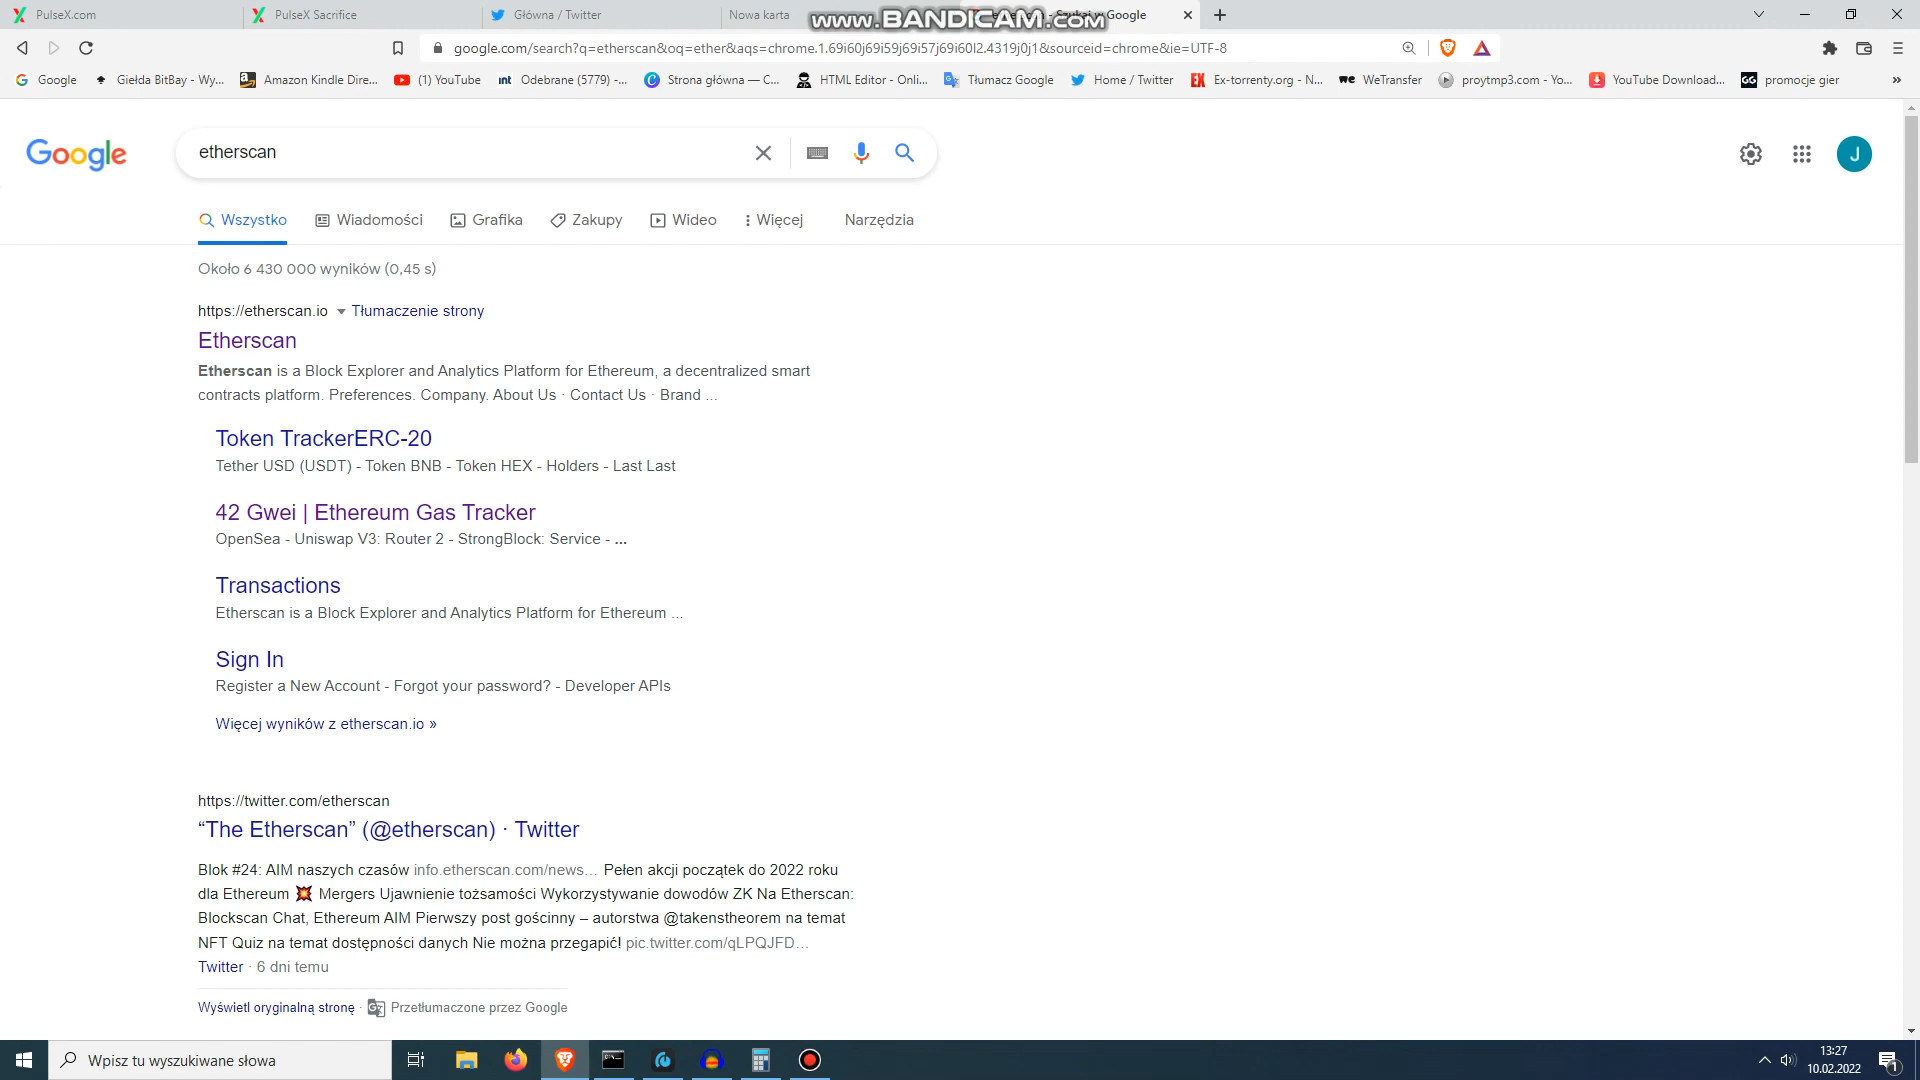 PulseX.com
PulseX Sacrifice
Główna / Twitter
Nowa karta
www.BANDICAM.com
Google
google.com/search?q=etherscan&oq=ether&aqs=chrome.1.69i60j69i59j69i57j69i60l2.4319j0j1&sourceid=chrome&ie=UTF-8
Google
Giełda BitBay - Wy...
Amazon Kindle Dire...
(1) YouTube
Odebrane (5779) -...
Strona główna — C...
HTML Editor - Onli...
Tłumacz Google
Home / Twitter
Ex-torrenty.org - N...
WeTransfer
proytmp3.com - Yo...
YouTube Download...
promocje gier
Google
etherscan
J
Wszystko
Wiadomości
Grafika
Zakupy
Wideo
Więcej
Narzędzia
Około 6 430 000 wyników (0,45 s)
https://etherscan.io Tłumaczenie strony
Etherscan
Etherscan is a Block Explorer and Analytics Platform for Ethereum, a decentralized smart
contracts platform. Preferences. Company. About Us · Contact Us · Brand ...
Token TrackerERC-20
Tether USD (USDT) - Token BNB - Token HEX - Holders - Last Last
42 Gwei | Ethereum Gas Tracker
OpenSea - Uniswap V3: Router 2 - StrongBlock: Service - ...
Transactions
Etherscan is a Block Explorer and Analytics Platform for Ethereum ...
Sign In
Register a New Account - Forgot your password? - Developer APIs
Więcej wyników z etherscan.io »
https://twitter.com/etherscan
“The Etherscan” (@etherscan) · Twitter
Blok #24: AIM naszych czasów info.etherscan.com/news... Pełen akcji początek do 2022 roku
dla Ethereum 💥 Mergers Ujawnienie tożsamości Wykorzystywanie dowodów ZK Na Etherscan:
Blockscan Chat, Ethereum AIM Pierwszy post gościnny – autorstwa @takenstheorem na temat
NFT Quiz na temat dostępności danych Nie można przegapić! pic.twitter.com/qLPQJFD...
Twitter · 6 dni temu
Wyświetl oryginalną stronę · Przetłumaczone przez Google
Wpisz tu wyszukiwane słowa
13:27
10.02.2022
1